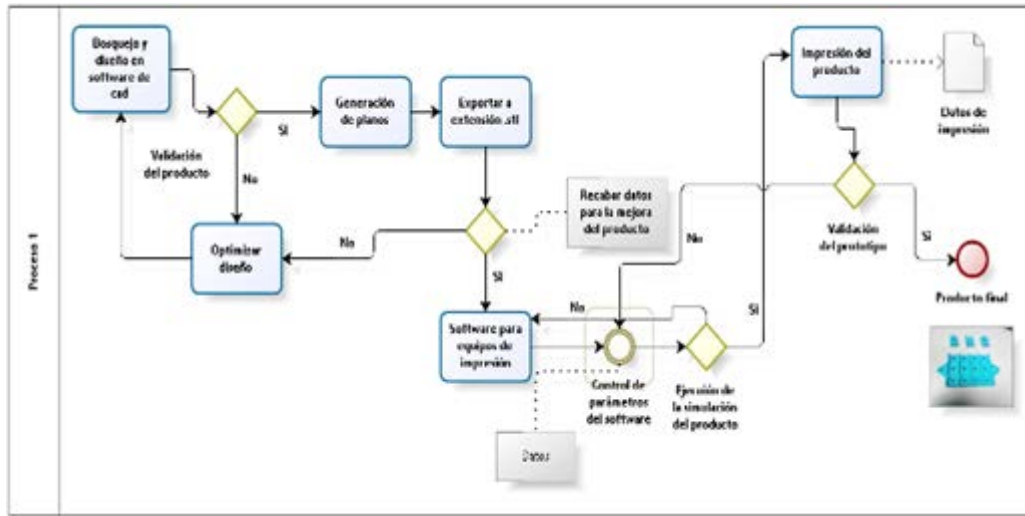 Proceso 1
Bosquejo y
diseño en
software de
cad
Validación
del producto
Si
No
Generación
de planos
Exportar a
extensión .stl
Optimizar
diseño
No
Si
Recabar datos
para la mejora
del producto
Software para
equipos de
impresión
No
Control de
parámetros
del software
Datos
Ejecución de
la simulación
del producto
Si
Impresión del
producto
Datos de
impresión
Validación
del prototipo
No
Si
Producto final